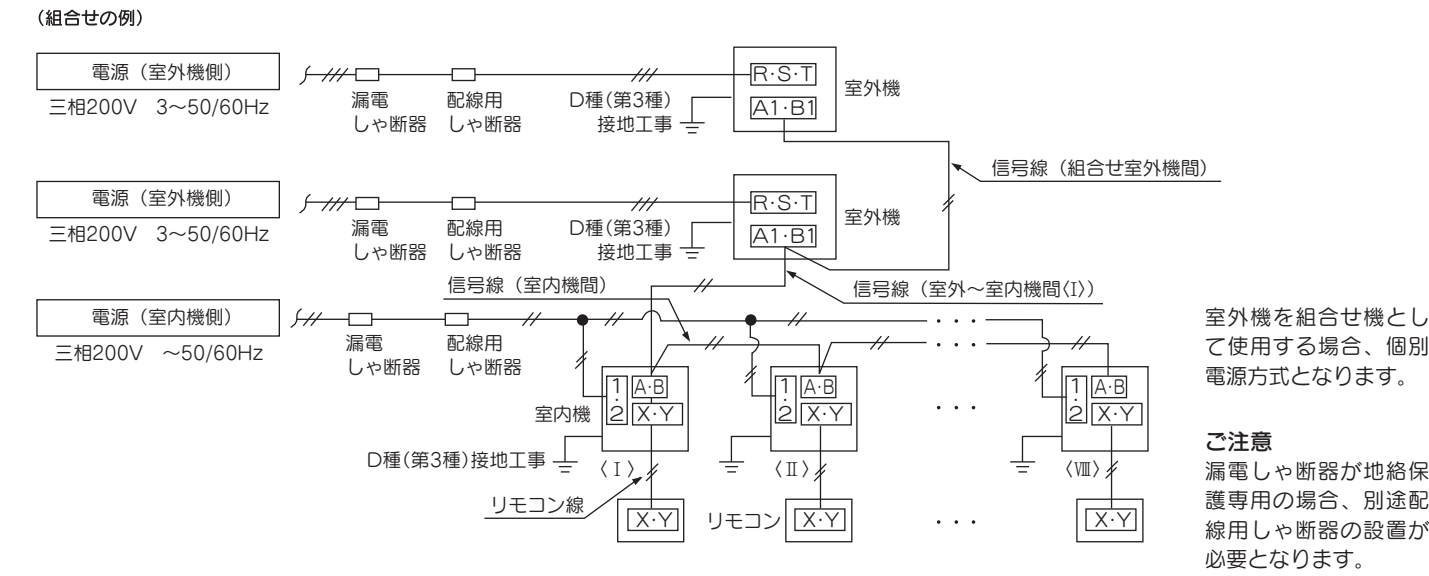 （組合せの例）
電源（室外機側）
三相200V　3～50/60Hz
漏電
しゃ断器
配線用
しゃ断器
D種（第3種）
接地工事
R・S・T
A1・B1
室外機
信号線（組合せ室外機間）
電源（室外機側）
三相200V　3～50/60Hz
漏電
しゃ断器
配線用
しゃ断器
D種（第3種）
接地工事
R・S・T
A1・B1
室外機
信号線（室内機間）
信号線（室外～室内機間〈I〉）
電源（室内機側）
三相200V　～50/60Hz
漏電
しゃ断器
配線用
しゃ断器
室内機
1・2
A・B
X・Y
1・2
A・B
X・Y
・・・
1・2
A・B
X・Y
D種（第3種）接地工事
〈Ⅰ〉
〈Ⅱ〉
〈Ⅷ〉
リモコン線
X・Y
リモコン
X・Y
・・・
X・Y
室外機を組合せ機とし
て使用する場合、個別
電源方式となります。
ご注意
漏電しゃ断器が地絡保
護専用の場合、別途配
線用しゃ断器の設置が
必要となります。